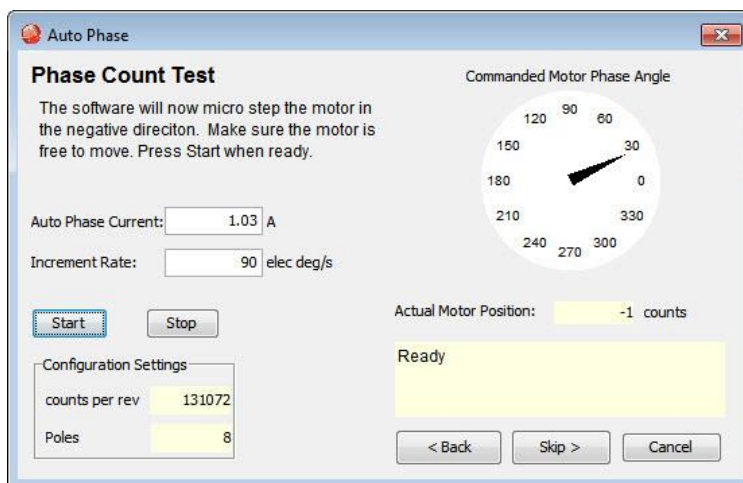 Auto Phase
Phase Count Test
The software will now micro step the motor in
the negative direciton. Make sure the motor is
free to move. Press Start when ready.
Auto Phase Current: 1.03 A
Increment Rate: 90 elec deg/s
Start Stop
Configuration Settings
counts per rev 131072
Poles 8
Commanded Motor Phase Angle
90
120 60
150 30
180 0
210 330
240 300
270
Actual Motor Position: -1 counts
Ready
< Back Skip > Cancel